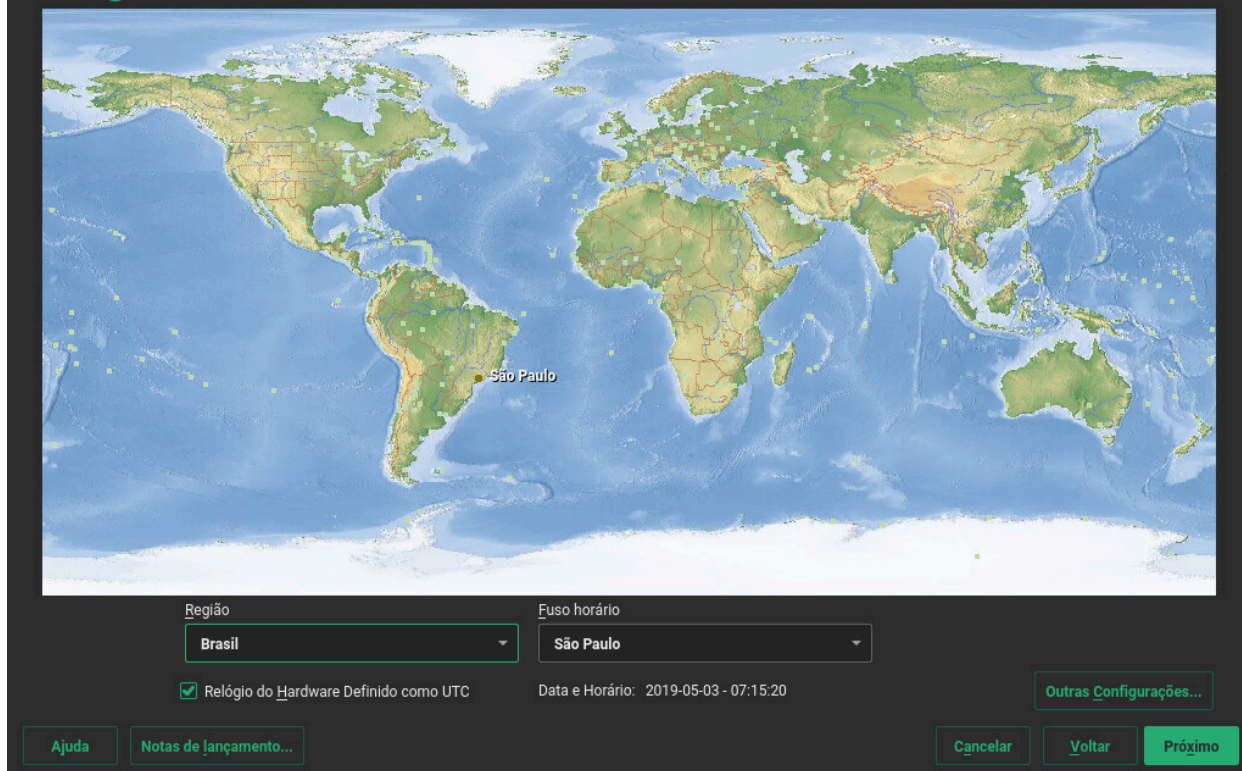 São Paulo
Região
Fuso horário
Brasil
São Paulo
Relógio do Hardware Definido como UTC
Data e Horário: 2019-05-03 - 07:15:20
Outras Configurações...
Ajuda
Notas de lançamento...
Cancelar
Voltar
Próximo